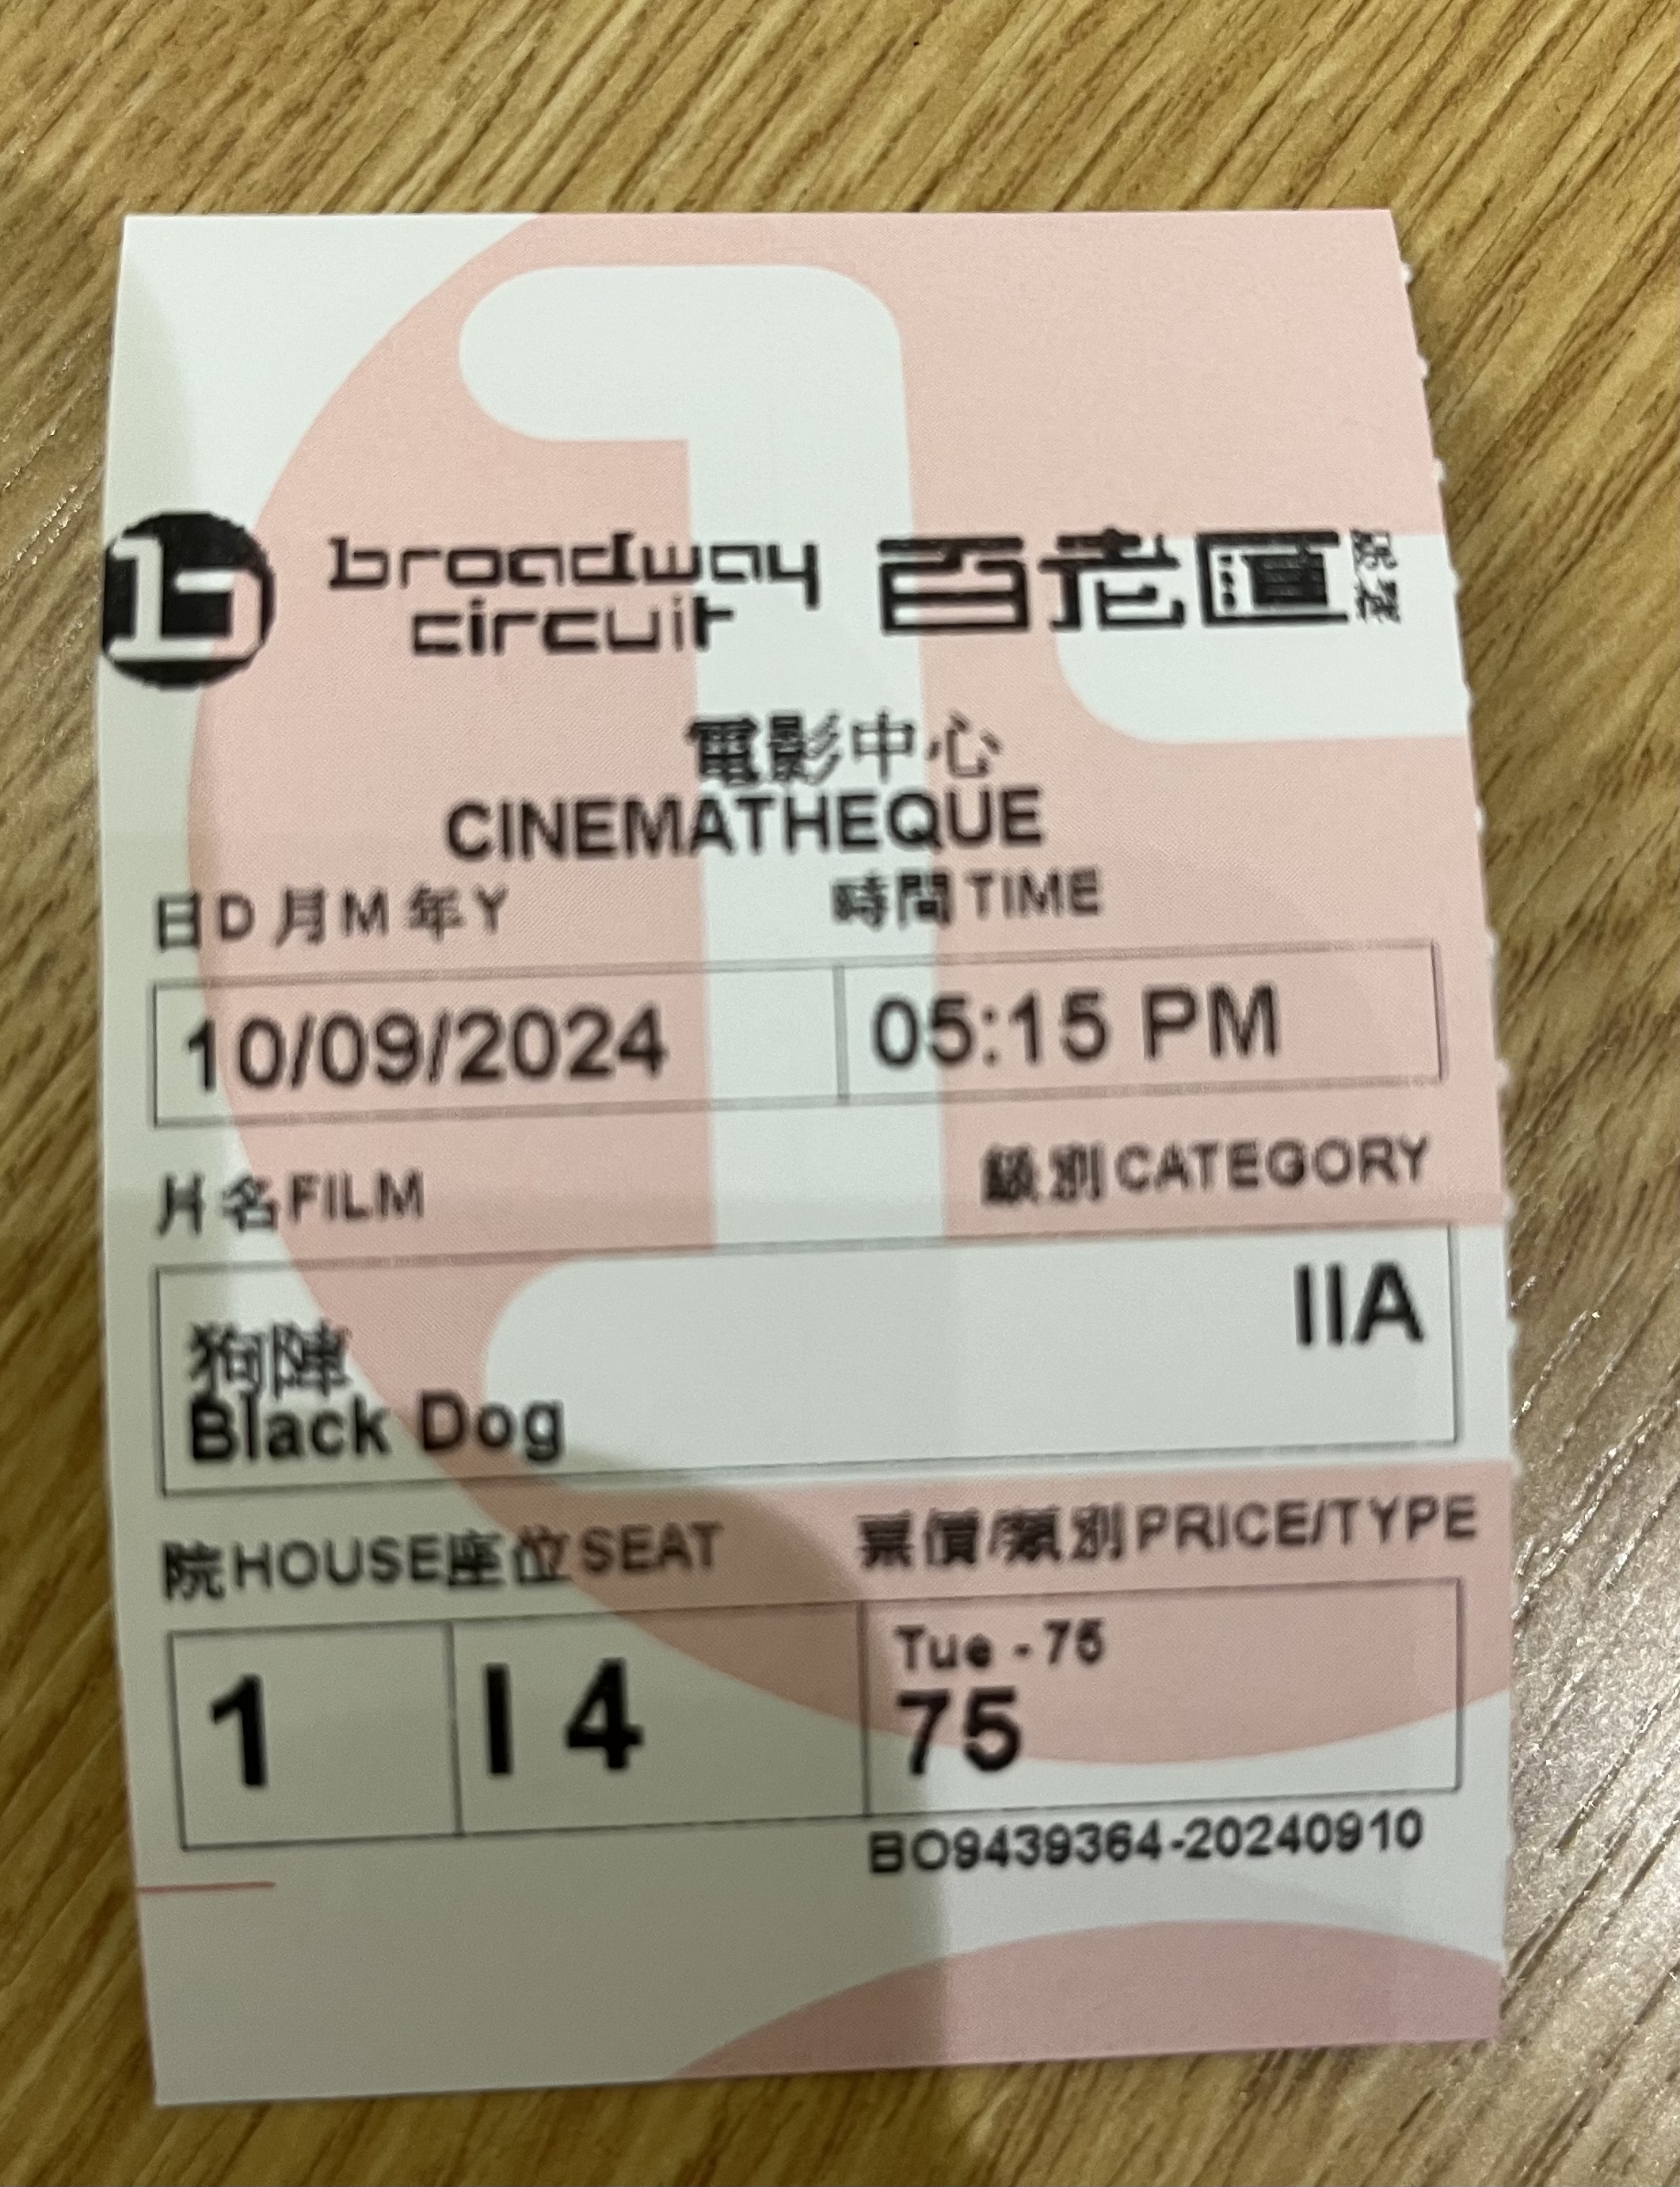 broadway circuit 百老匯院線
電影中心
CINEMATHEQUE
日D 月M 年Y 時間TIME
10/09/2024 05:15 PM
片名FILM 級別CATEGORY
IIA
狗陣
Black Dog
院HOUSE座位SEAT 票價/類別PRICE/TYPE
Tue - 75
1 I 4 75
BO9439364-20240910